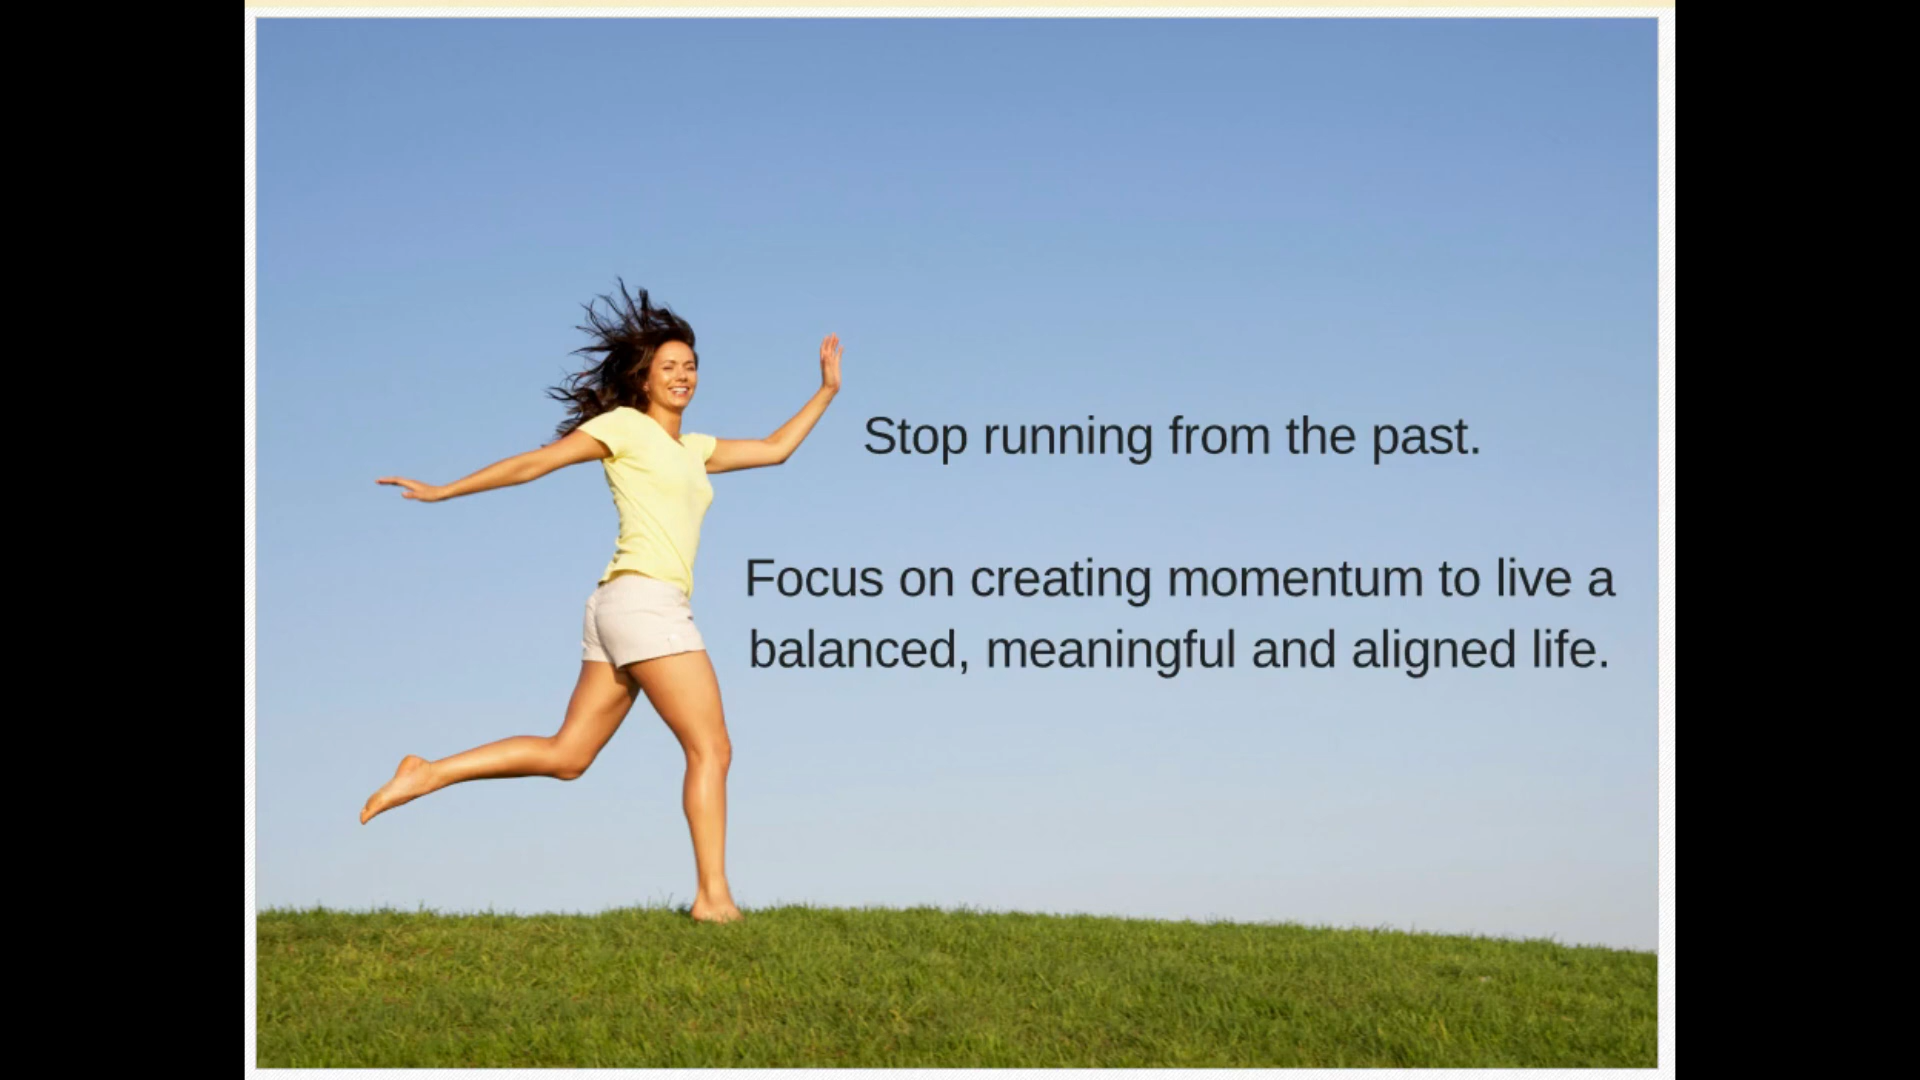 Stop running from the past.
Focus on creating momentum to live a
balanced, meaningful and aligned life.